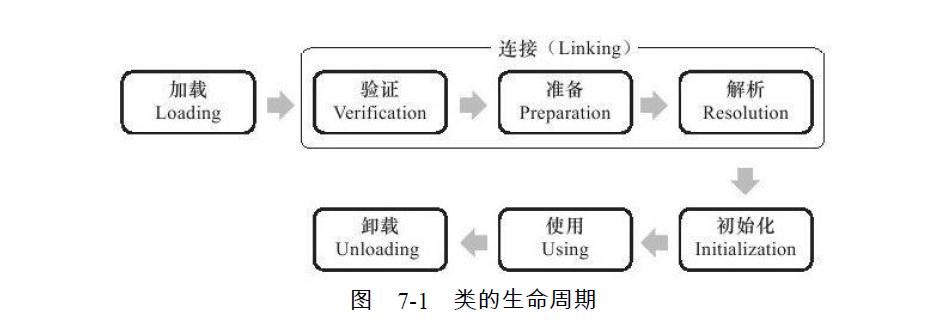 连接（Linking）
加载
Loading
验证
Verification
准备
Preparation
解析
Resolution
卸载
Unloading
使用
Using
初始化
Initialization
图 7-1 类的生命周期